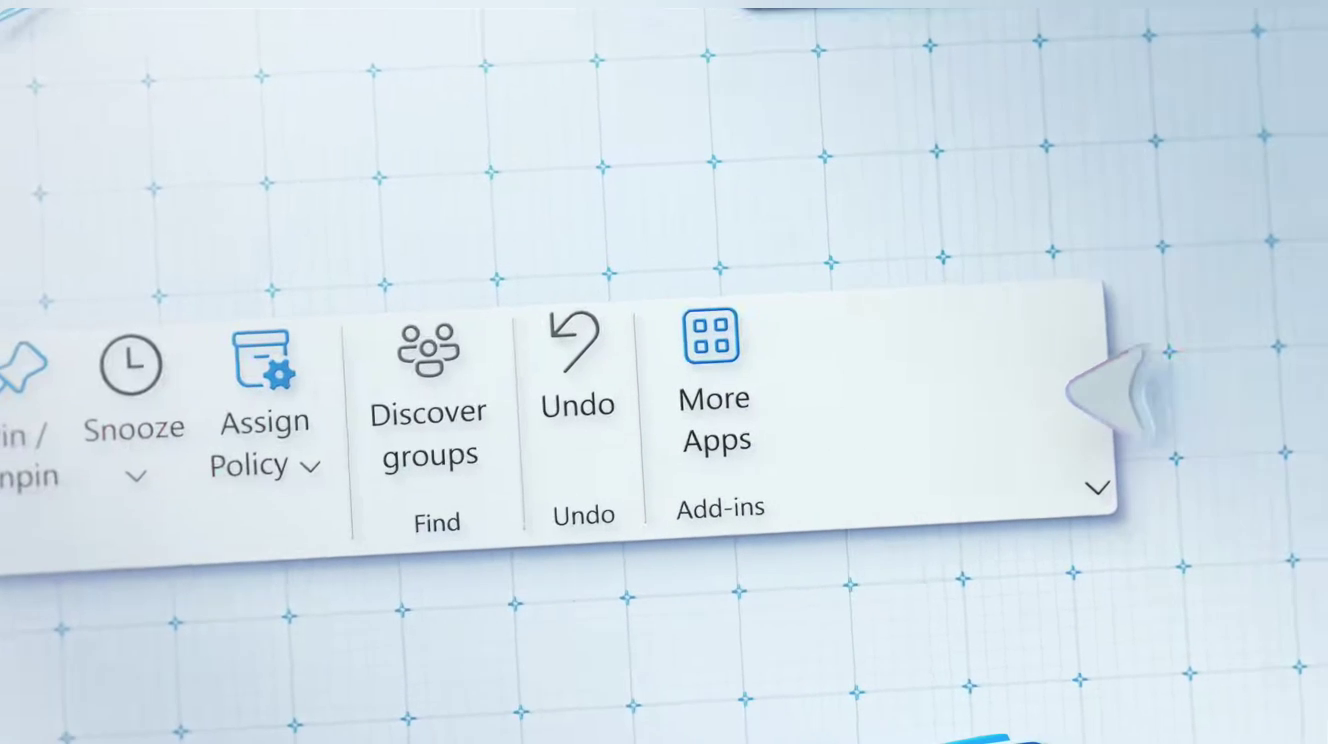 in /
npin
Snooze
Assign
Policy
Discover
groups
Find
Undo
Undo
More
Apps
Add-ins